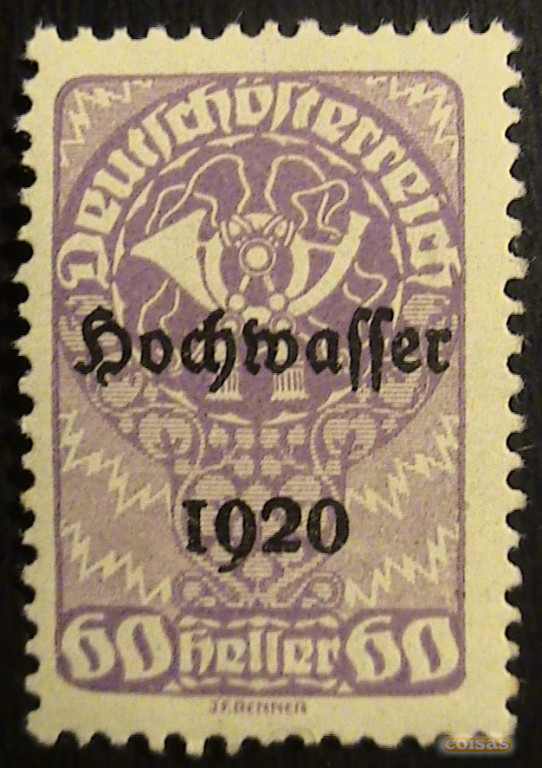 Deutschösterreich
Hochwasser
1920
60 Heller 60
J.F.RENNER
coisas